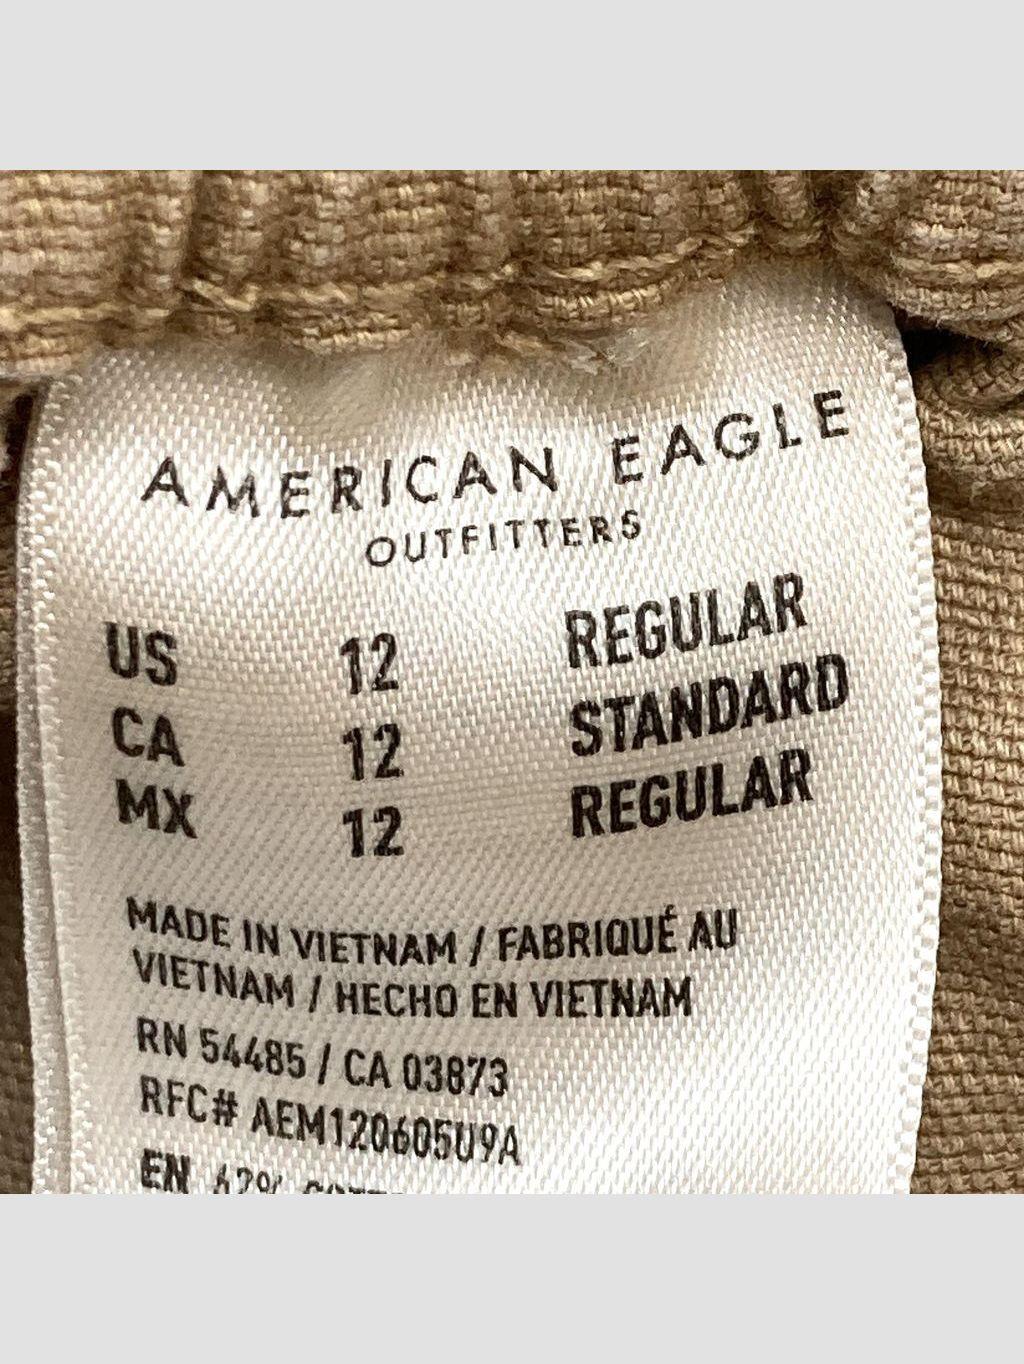 AMERICAN EAGLE
OUTFITTERS
US 12 REGULAR
CA 12 STANDARD
MX 12 REGULAR
MADE IN VIETNAM / FABRIQUÉ AU
VIETNAM / HECHO EN VIETNAM
RN 54485 / CA 03873
RFC# AEM120605U9A
EN